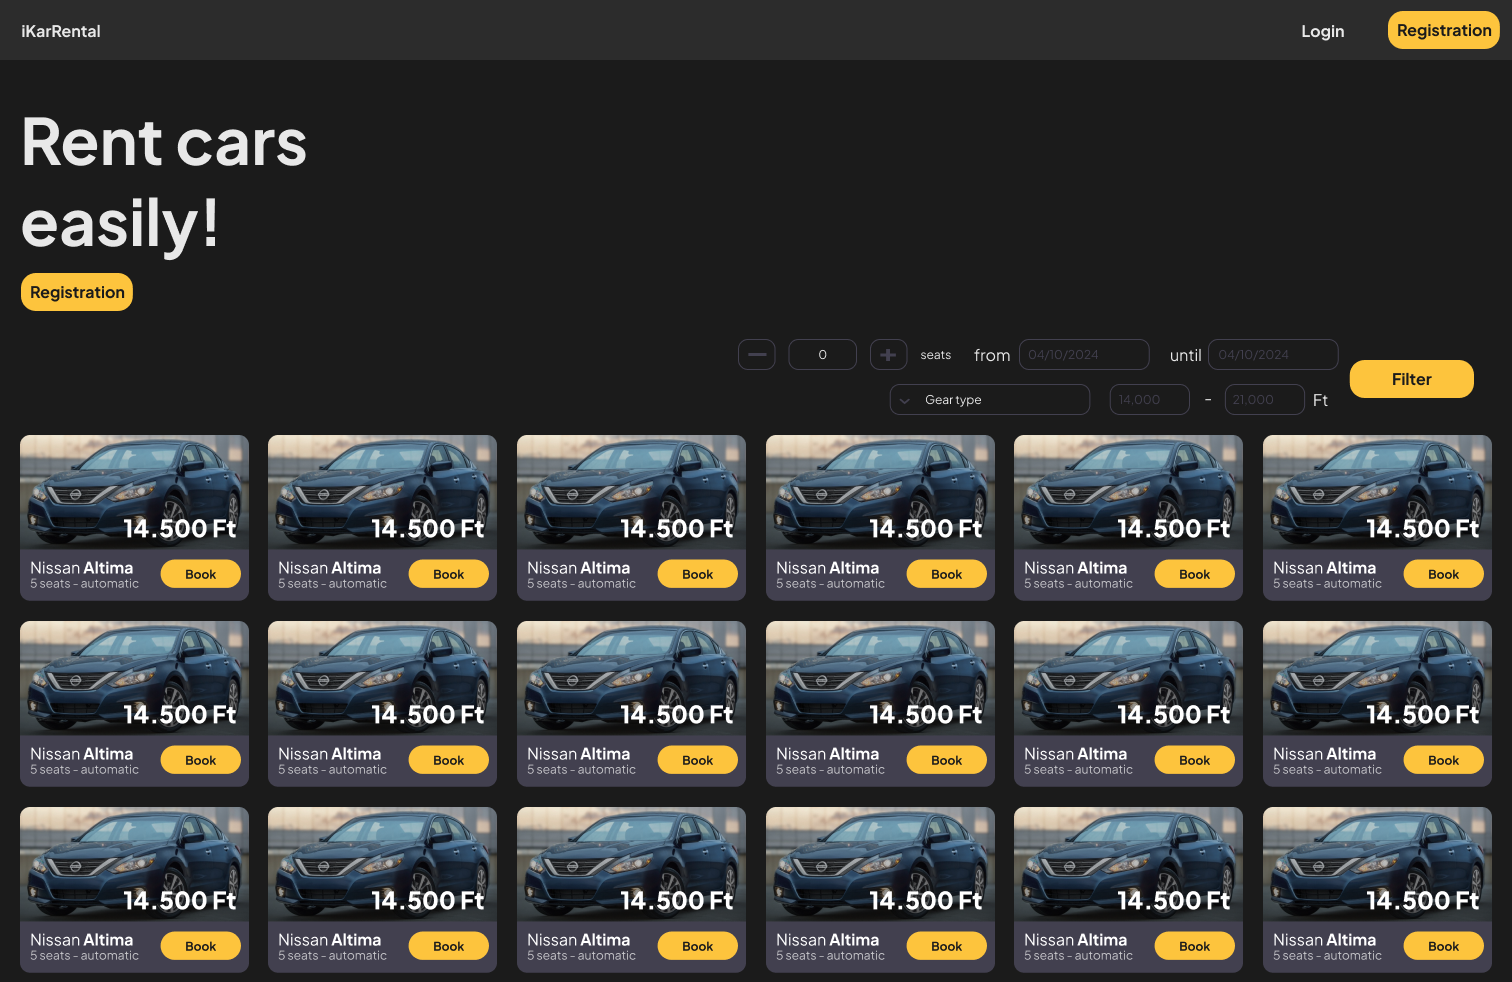 iKarRental Login Registration
Rent cars
easily!
Registration
0 seats from 04/10/2024 until 04/10/2024
Filter
Gear type 14,000 - 21,000 Ft
14.500 Ft 14.500 Ft 14.500 Ft 14.500 Ft 14.500 Ft 14.500 Ft
Nissan Altima Book Nissan Altima Book Nissan Altima Book Nissan Altima Book Nissan Altima Book Nissan Altima Book
5 seats - automatic 5 seats - automatic 5 seats - automatic 5 seats - automatic 5 seats - automatic 5 seats - automatic
14.500 Ft 14.500 Ft 14.500 Ft 14.500 Ft 14.500 Ft 14.500 Ft
Nissan Altima Book Nissan Altima Book Nissan Altima Book Nissan Altima Book Nissan Altima Book Nissan Altima Book
5 seats - automatic 5 seats - automatic 5 seats - automatic 5 seats - automatic 5 seats - automatic 5 seats - automatic
14.500 Ft 14.500 Ft 14.500 Ft 14.500 Ft 14.500 Ft 14.500 Ft
Nissan Altima Book Nissan Altima Book Nissan Altima Book Nissan Altima Book Nissan Altima Book Nissan Altima Book
5 seats - automatic 5 seats - automatic 5 seats - automatic 5 seats - automatic 5 seats - automatic 5 seats - automatic